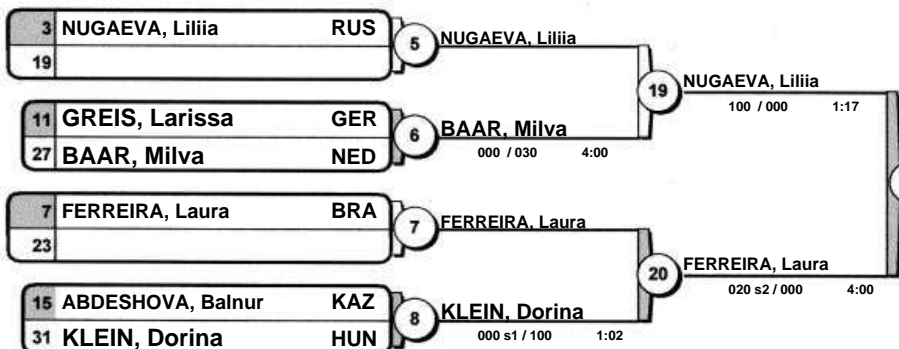 3 NUGAEVA, Liliia RUS
19
5
NUGAEVA, Liliia
11 GREIS, Larissa GER
27 BAAR, Milva NED
6
BAAR, Milva
000 / 030 4:00
19
NUGAEVA, Liliia
100 / 000 1:17
7 FERREIRA, Laura BRA
23
7
FERREIRA, Laura
15 ABDESHOVA, Balnur KAZ
31 KLEIN, Dorina HUN
8
KLEIN, Dorina
000 s1 / 100 1:02
20
FERREIRA, Laura
020 s2 / 000 4:00